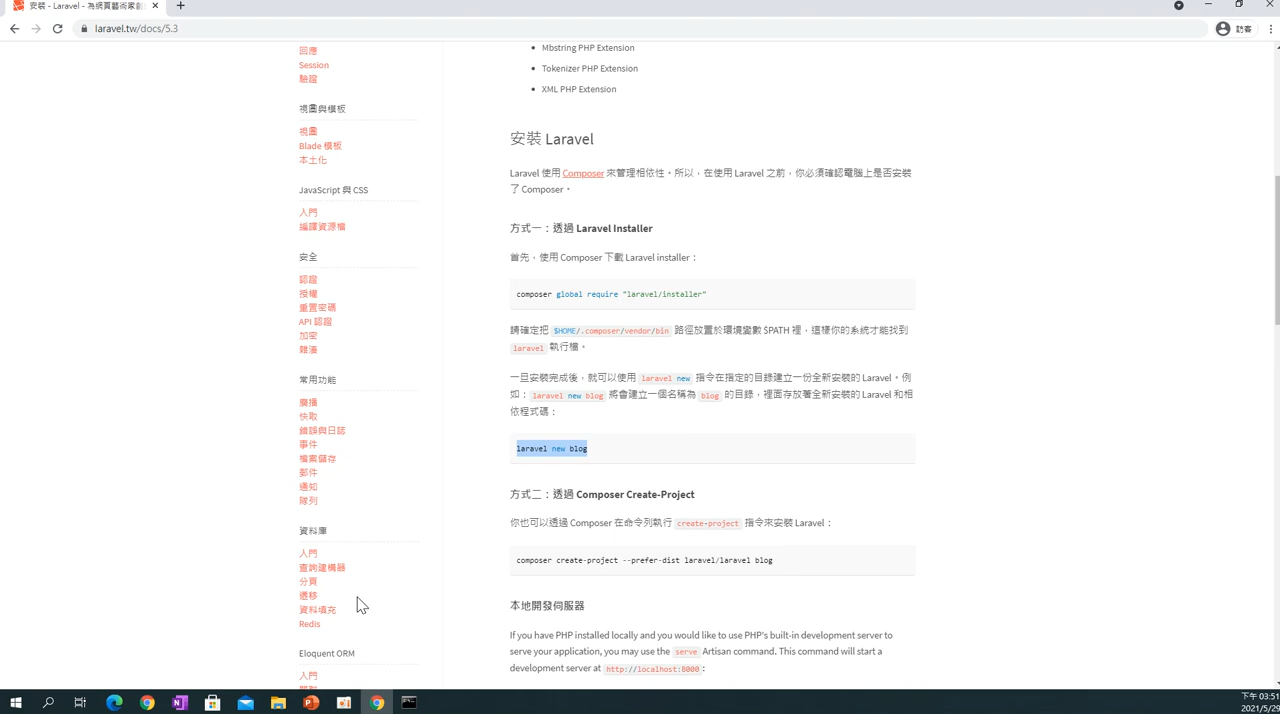 安裝 - Laravel - 為網頁藝術家創
laravel.tw/docs/5.3
訪客
回應
Session
驗證
視圖與模板
視圖
Blade 模板
本土化
JavaScript 與 CSS
入門
編譯資源檔
安全
認證
授權
重置密碼
API 認證
加密
雜湊
常用功能
廣播
快取
錯誤與日誌
事件
檔案儲存
郵件
通知
隊列
資料庫
入門
查詢建構器
分頁
遷移
資料填充
Redis
Eloquent ORM
入門
Mbstring PHP Extension
Tokenizer PHP Extension
XML PHP Extension
安裝 Laravel
Laravel 使用 Composer 來管理相依性。所以，在使用 Laravel 之前，你必須確認電腦上是否安裝
了 Composer。
方式一：透過 Laravel Installer
首先，使用 Composer 下載 Laravel installer：
composer global require "laravel/installer"
請確定把 $HOME/.composer/vendor/bin 路徑放置於環境變數 $PATH 裡，這樣你的系統才能找到
laravel 執行檔。
一旦安裝完成後，就可以使用 laravel new 指令在指定的目錄建立一份全新安裝的 Laravel。例
如：laravel new blog 將會建立一個名稱為 blog 的目錄，裡面存放著全新安裝的 Laravel 和相
依程式碼：
laravel new blog
方式二：透過 Composer Create-Project
你也可以透過 Composer 在命令列執行 create-project 指令來安裝 Laravel：
composer create-project --prefer-dist laravel/laravel blog
本地開發伺服器
If you have PHP installed locally and you would like to use PHP's built-in development server to
serve your application, you may use the serve Artisan command. This command will start a
development server at http://localhost:8000:
下午 03:51
2021/5/29